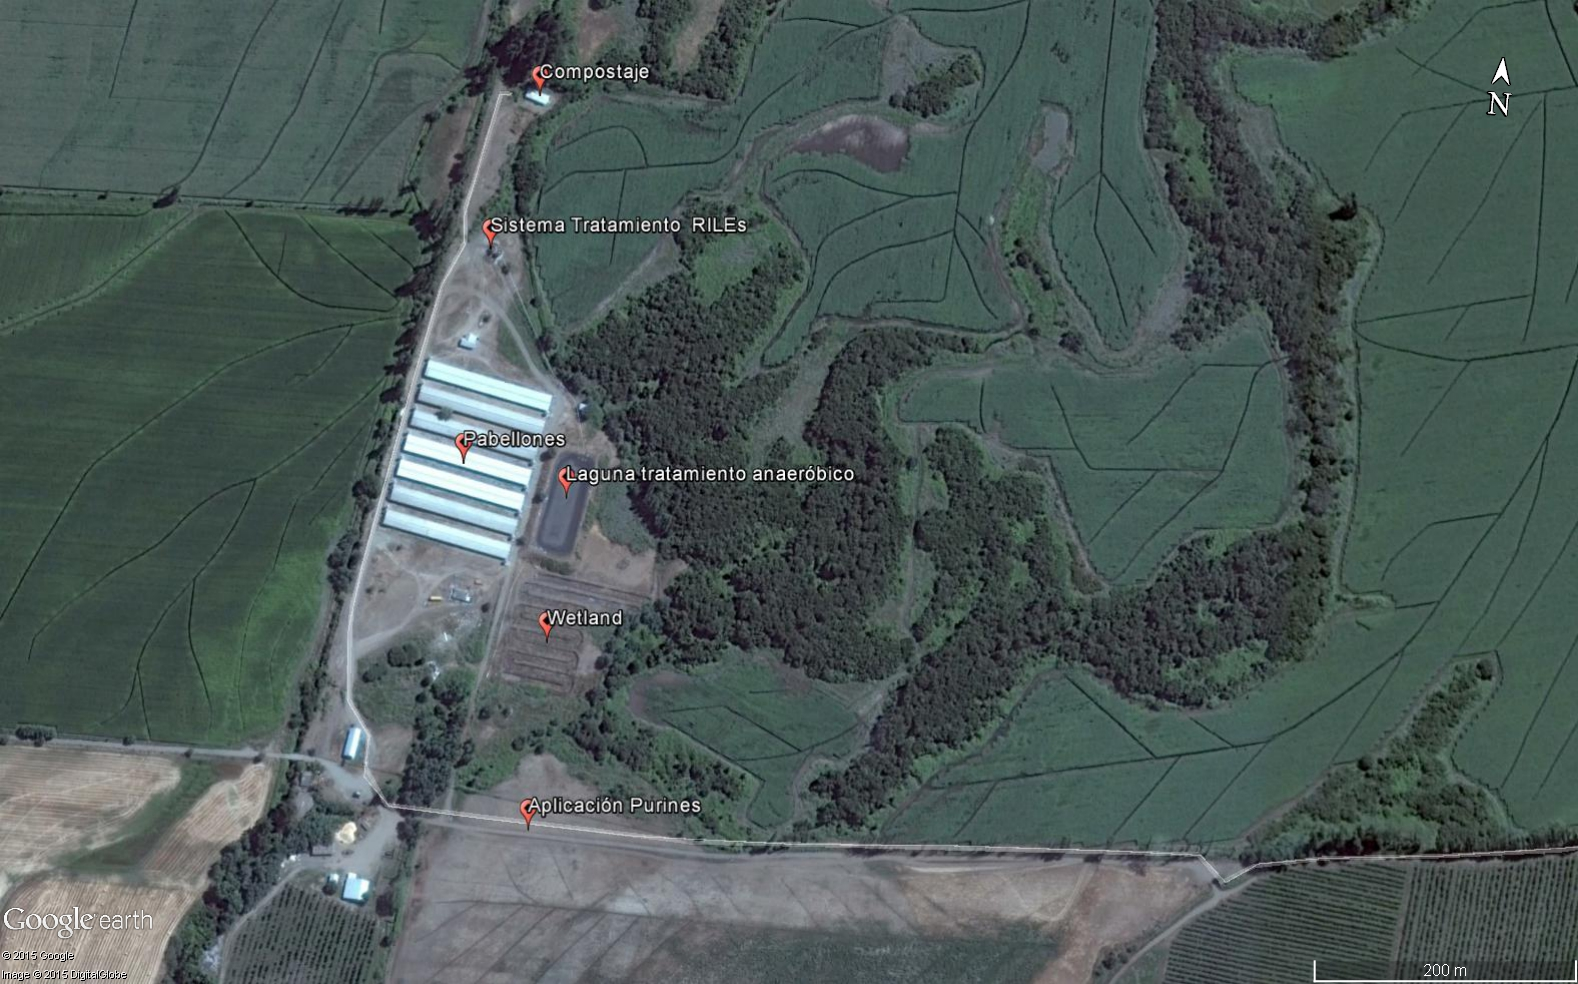 Compostaje
N
Sistema Tratamiento  RILEs
Pabellones
Laguna tratamiento anaeróbico
Wetland
Aplicación Purines
Google earth
© 2015 Google
Image © 2015 DigitalGlobe
200 m